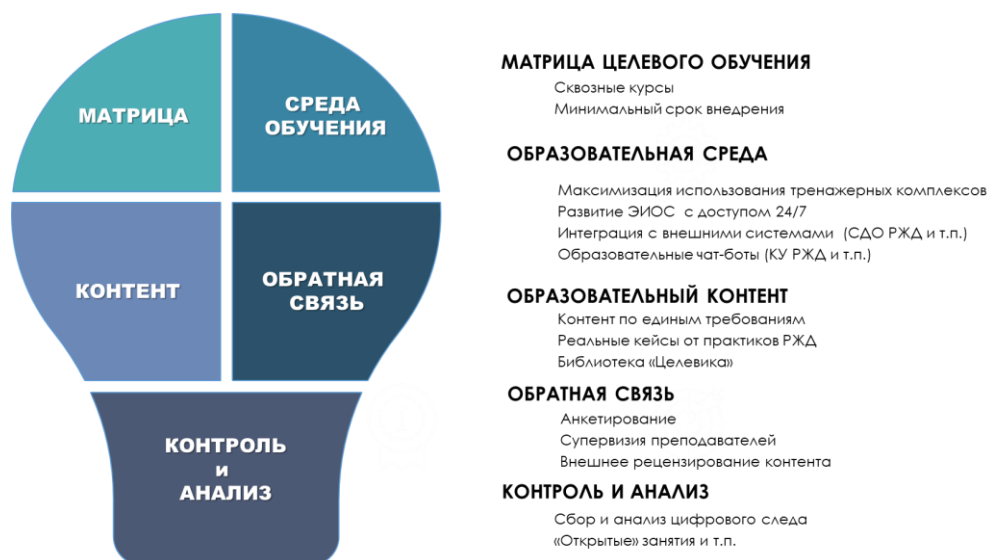 МАТРИЦА
СРЕДА
ОБУЧЕНИЯ
КОНТЕНТ
ОБРАТНАЯ
СВЯЗЬ
КОНТРОЛЬ
и
АНАЛИЗ
МАТРИЦА ЦЕЛЕВОГО ОБУЧЕНИЯ
Сквозные курсы
Минимальный срок внедрения
ОБРАЗОВАТЕЛЬНАЯ СРЕДА
Максимизация использования тренажерных комплексов
Развитие ЭИОС с доступом 24/7
Интеграция с внешними системами (СДО РЖД и т.п.)
Образовательные чат-боты (КУ РЖД и т.п.)
ОБРАЗОВАТЕЛЬНЫЙ КОНТЕНТ
Контент по единым требованиям
Реальные кейсы от практиков РЖД
Библиотека «Целевика»
ОБРАТНАЯ СВЯЗЬ
Анкетирование
Супервизия преподавателей
Внешнее рецензирование контента
КОНТРОЛЬ И АНАЛИЗ
Сбор и анализ цифрового следа
«Открытые» занятия и т.п.